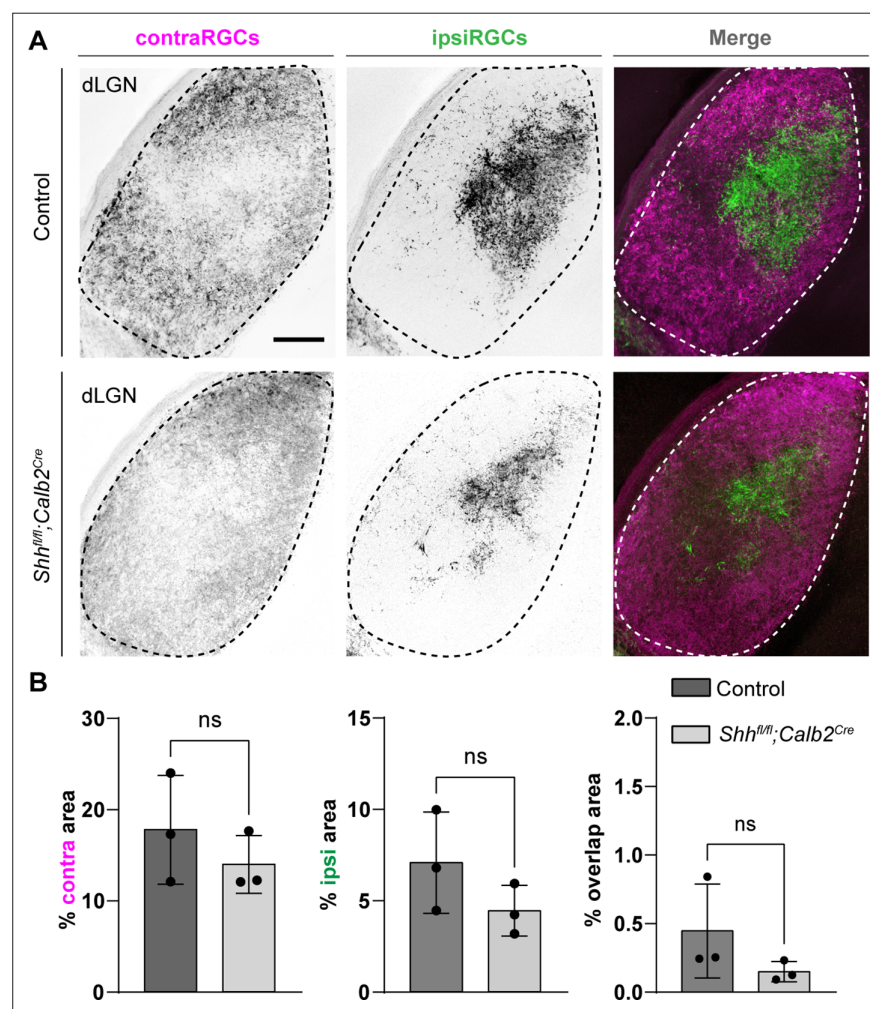 A
contraRGCs
ipsiRGCs
Merge
dLGN
Control
dLGN
Shhfl/fl;Calb2Cre
B
Control
Shhfl/fl;Calb2Cre
% contra area
30
20
10
0
ns
% ipsi area
15
10
5
0
ns
% overlap area
2.0
1.5
1.0
0.5
0.0
ns